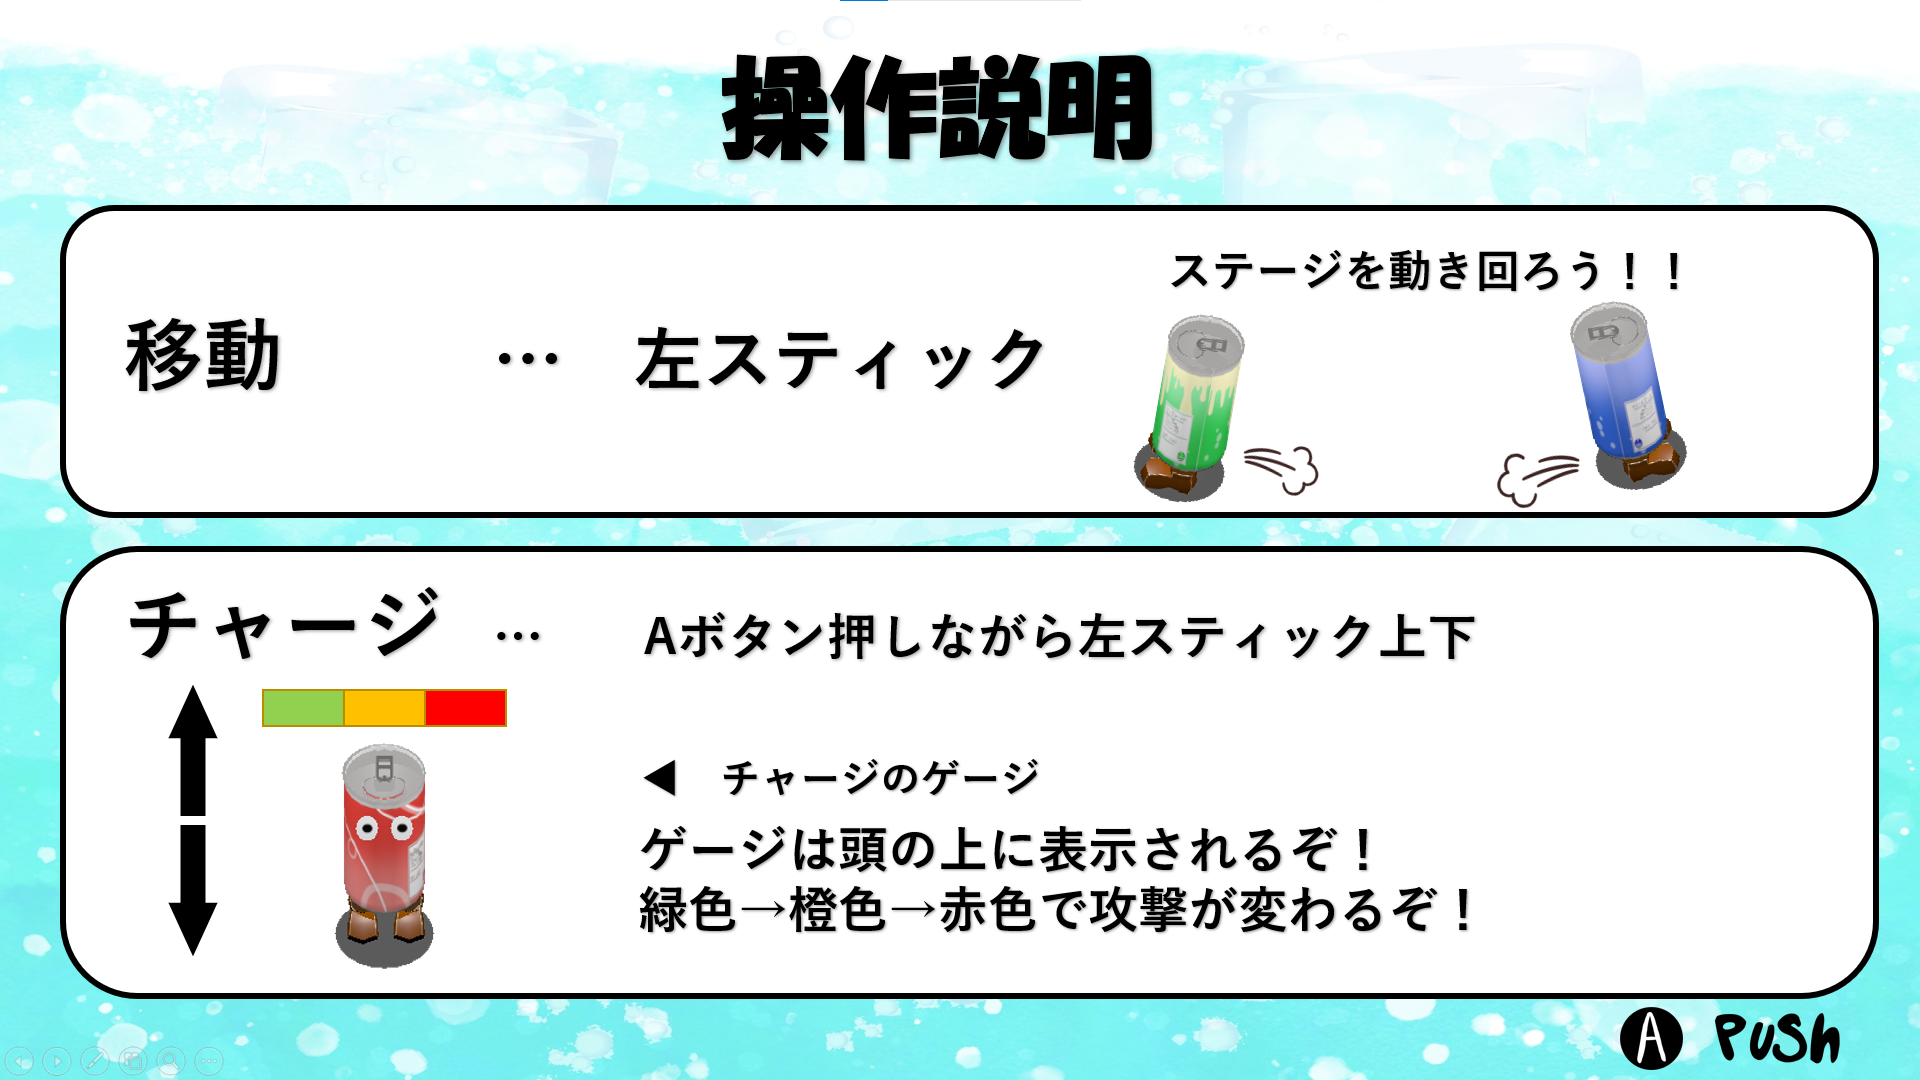 操作説明
ステージを動き回ろう！！
移動 … 左スティック
チャージ … Aボタン押しながら左スティック上下
◀ チャージのゲージ
ゲージは頭の上に表示されるぞ！
緑色→橙色→赤色で攻撃が変わるぞ！
A PUSH